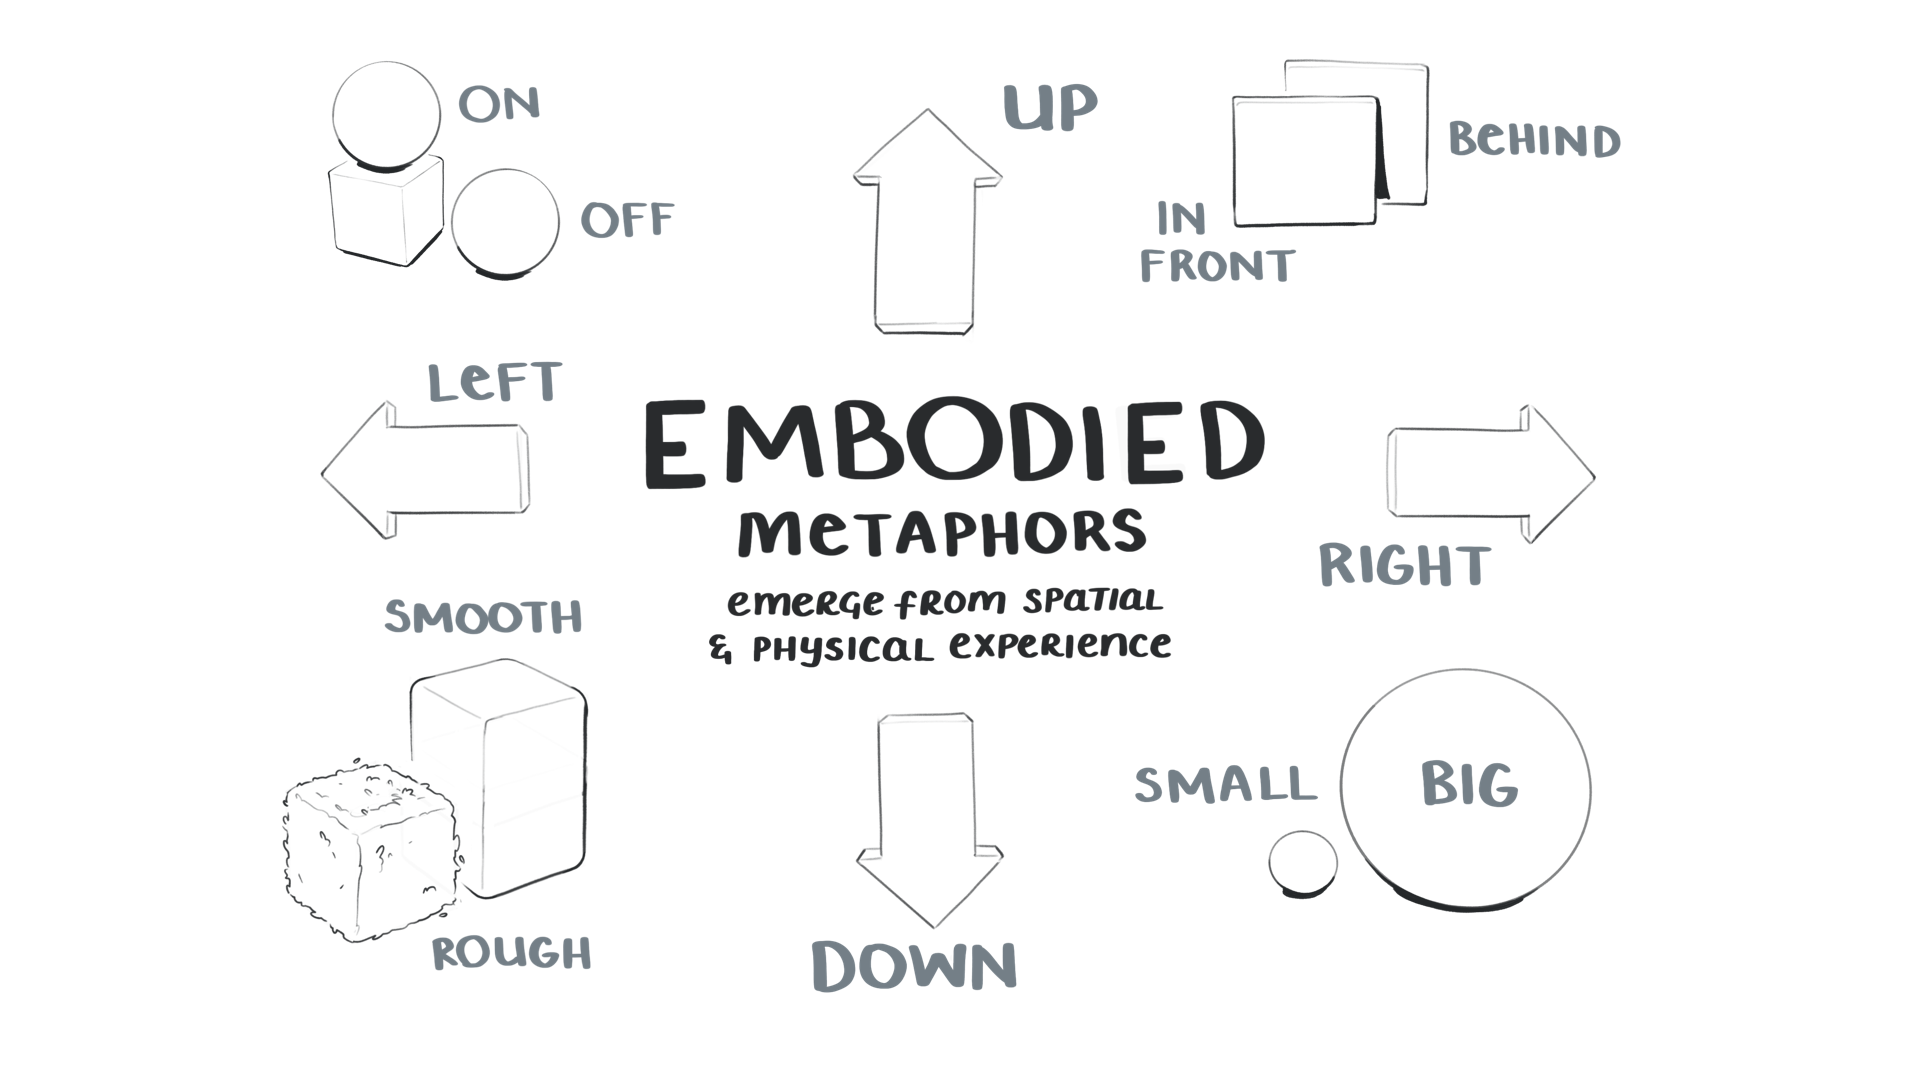 ON
OFF
UP
BEHIND
IN
FRONT
LEFT
EMBODIED
METAPHORS
EMERGE FROM SPATIAL
& PHYSICAL EXPERIENCE
RIGHT
SMOOTH
ROUGH
DOWN
SMALL
BIG